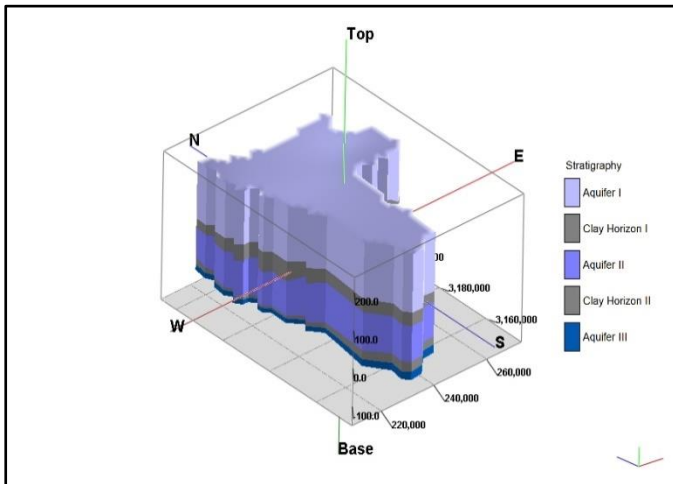 Top
N
E
Stratigraphy
Aquifer I
Clay Horizon I
Aquifer II
Clay Horizon II
Aquifer III
200.0
100.0
0.0
100.0
3,180,000
3,160,000
W
S
260,000
240,000
220,000
Base